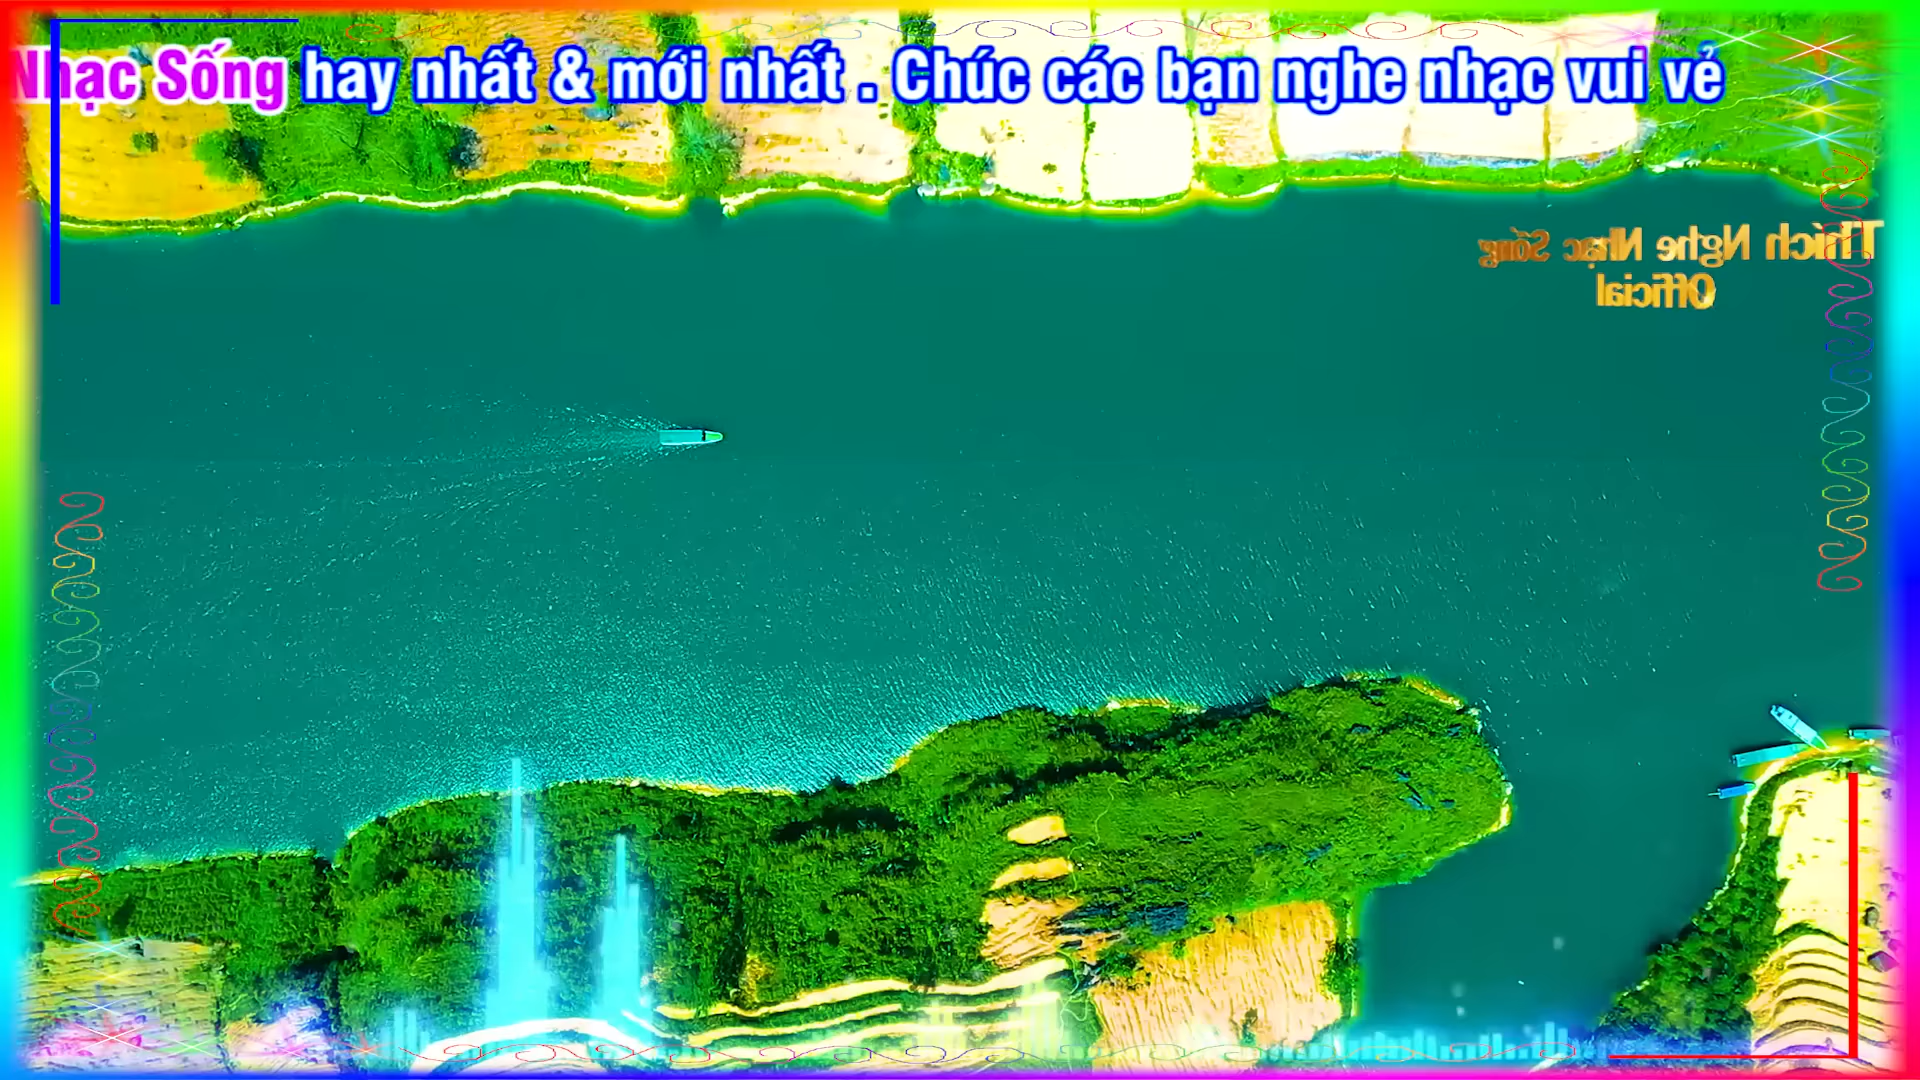 Nhạc Sống hay nhất & mới nhất . Chúc các bạn nghe nhạc vui vẻ
Thích Nghe Nhạc Sống
Official